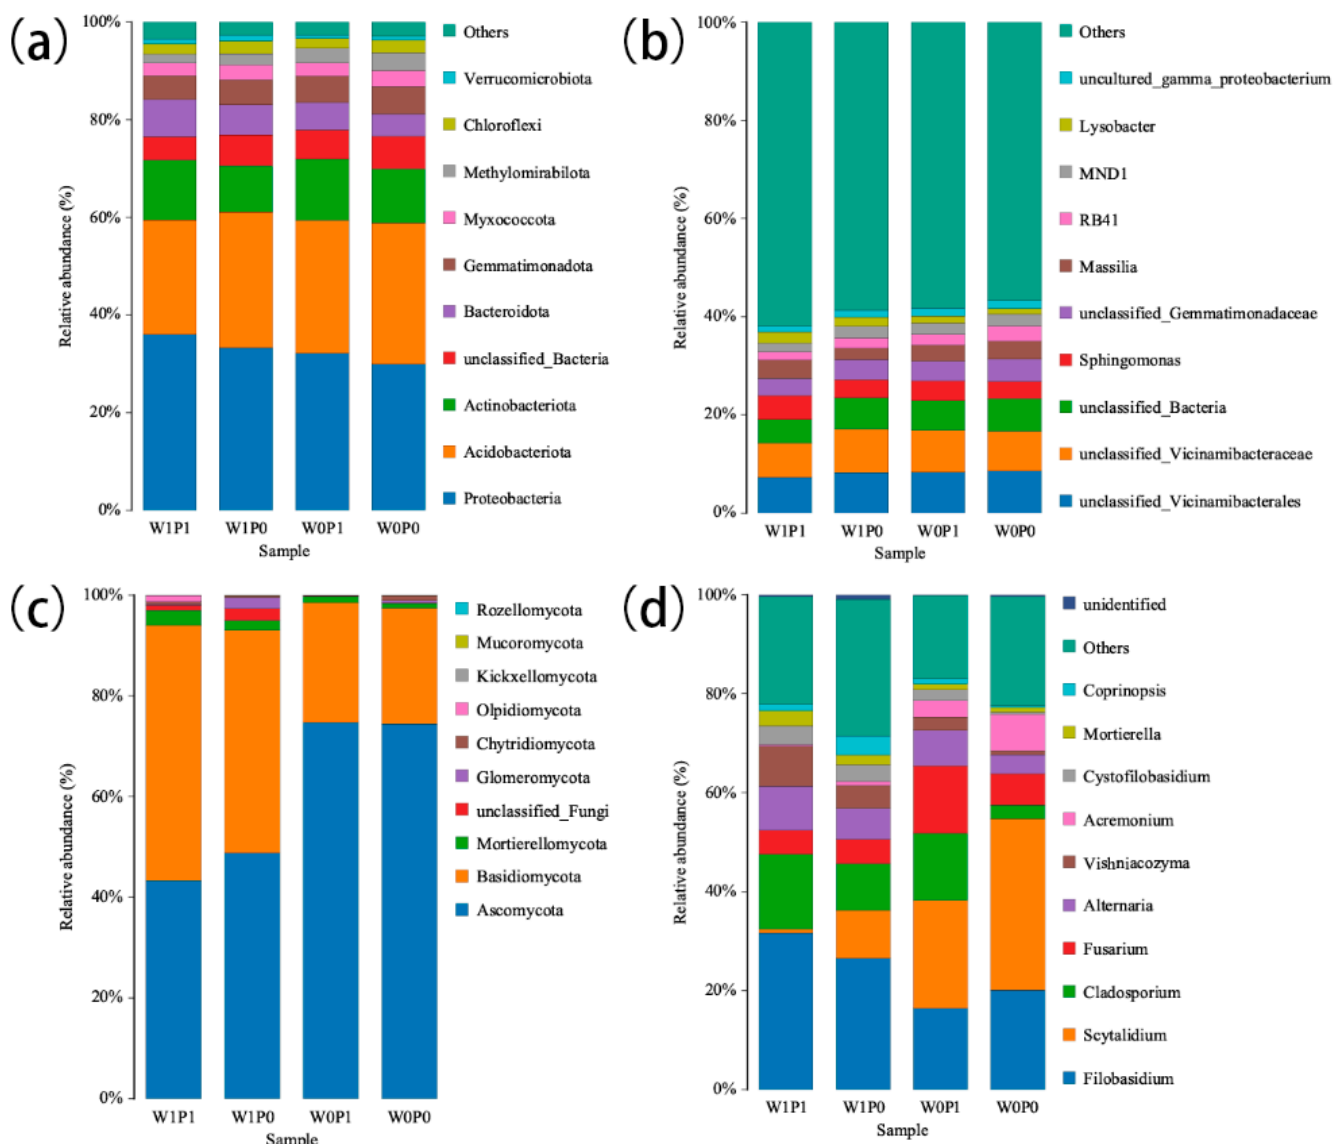 (a)
Relative abundance (%)
100%
80%
60%
40%
20%
0%
W1P1 W1P0 W0P1 W0P0
Sample
Others
Verrucomicrobiota
Chloroflexi
Methylomirabilota
Myxococcota
Gemmatimonadota
Bacteroidota
unclassified_Bacteria
Actinobacteriota
Acidobacteriota
Proteobacteria
(b)
Relative abundance (%)
100%
80%
60%
40%
20%
0%
W1P1 W1P0 W0P1 W0P0
Sample
Others
uncultured_gamma_proteobacterium
Lysobacter
MND1
RB41
Massilia
unclassified_Gemmatimonadaceae
Sphingomonas
unclassified_Bacteria
unclassified_Vicinamibacteraceae
unclassified_Vicinamibacterales
(c)
Relative abundance (%)
100%
80%
60%
40%
20%
0%
W1P1 W1P0 W0P1 W0P0
Sample
Rozellomycota
Mucoromycota
Kickxellomycota
Olpidiomycota
Chytridiomycota
Glomeromycota
unclassified_Fungi
Mortierellomycota
Basidiomycota
Ascomycota
(d)
Relative abundance (%)
100%
80%
60%
40%
20%
0%
W1P1 W1P0 W0P1 W0P0
Sample
unidentified
Others
Coprinopsis
Mortierella
Cystofilobasidium
Acremonium
Vishniacozyma
Alternaria
Fusarium
Cladosporium
Scytalidium
Filobasidium